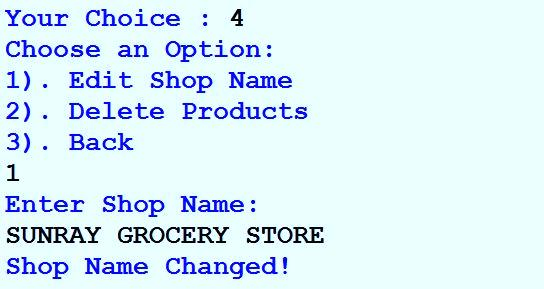 Your Choice : 4
Choose an Option:
1). Edit Shop Name
2). Delete Products
3). Back
1
Enter Shop Name:
SUNRAY GROCERY STORE
Shop Name Changed!